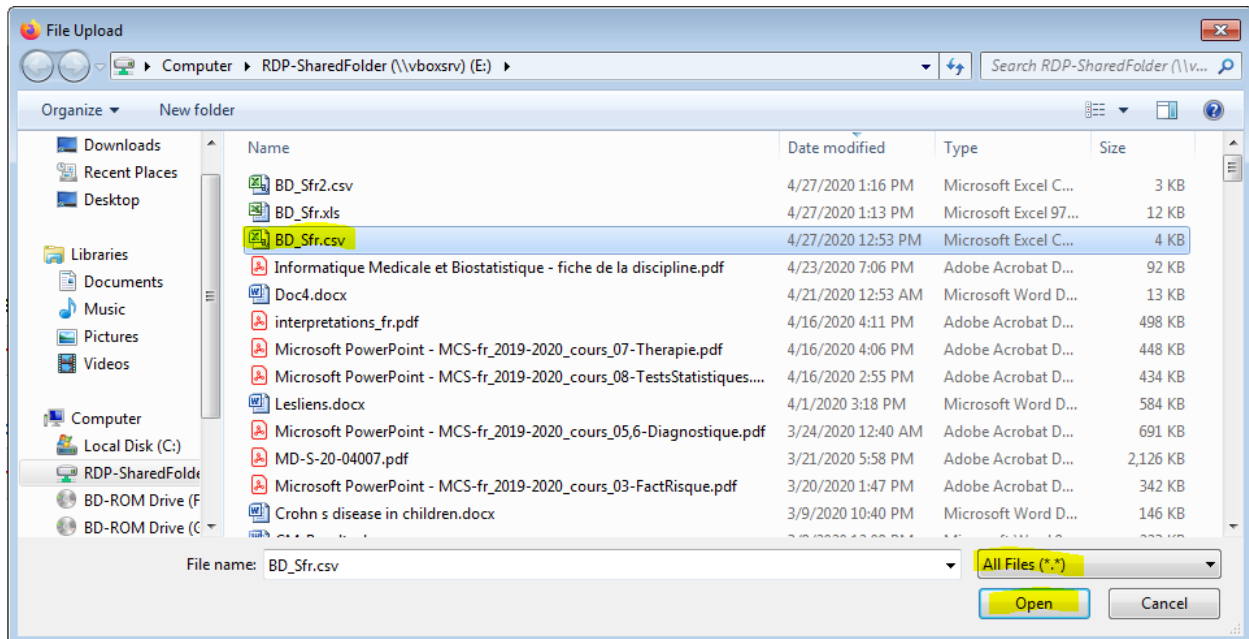 File Upload
Computer RDP-SharedFolder (\\vboxsrv) (E:) Search RDP-SharedFolder (\\v...
Organize New folder
Downloads
Recent Places
Desktop
Libraries
Documents
Music
Pictures
Videos
Computer
Local Disk (C:)
RDP-SharedFolde
BD-ROM Drive (F
BD-ROM Drive (G
Name Date modified Type Size
BD_Sfr2.csv 4/27/2020 1:16 PM Microsoft Excel C... 3 KB
BD_Sfr.xls 4/27/2020 1:13 PM Microsoft Excel 97... 12 KB
BD_Sfr.csv 4/27/2020 12:53 PM Microsoft Excel C... 4 KB
Informatique Medicale et Biostatistique - fiche de la discipline.pdf 4/23/2020 7:06 PM Adobe Acrobat D... 92 KB
Doc4.docx 4/21/2020 12:53 AM Microsoft Word D... 13 KB
interpretations_fr.pdf 4/16/2020 4:11 PM Adobe Acrobat D... 498 KB
Microsoft PowerPoint - MCS-fr_2019-2020_cours_07-Therapie.pdf 4/16/2020 4:06 PM Adobe Acrobat D... 448 KB
Microsoft PowerPoint - MCS-fr_2019-2020_cours_08-TestsStatistiques.... 4/16/2020 2:55 PM Adobe Acrobat D... 434 KB
Lesliens.docx 4/1/2020 3:18 PM Microsoft Word D... 584 KB
Microsoft PowerPoint - MCS-fr_2019-2020_cours_05,6-Diagnostique.pdf 3/24/2020 12:40 AM Adobe Acrobat D... 691 KB
MD-S-20-04007.pdf 3/21/2020 5:58 PM Adobe Acrobat D... 2,126 KB
Microsoft PowerPoint - MCS-fr_2019-2020_cours_03-FactRisque.pdf 3/20/2020 1:47 PM Adobe Acrobat D... 342 KB
Crohn s disease in children.docx 3/9/2020 10:40 PM Microsoft Word D... 146 KB
File name: BD_Sfr.csv All Files (*.*)
Open Cancel